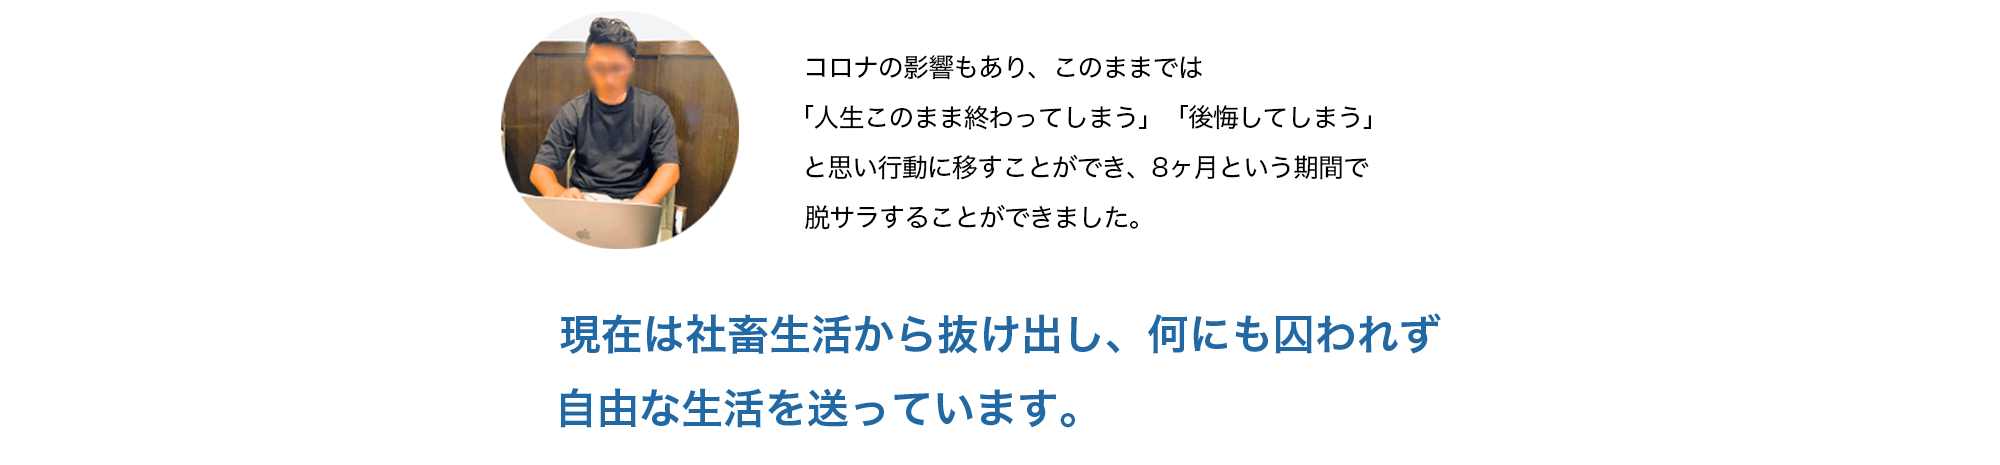 コロナの影響もあり、このままでは
「人生このまま終わってしまう」「後悔してしまう」
と思い行動に移すことができ、8ヶ月という期間で
脱サラすることができました。
現在は社畜生活から抜け出し、何にも囚われず
自由な生活を送っています。